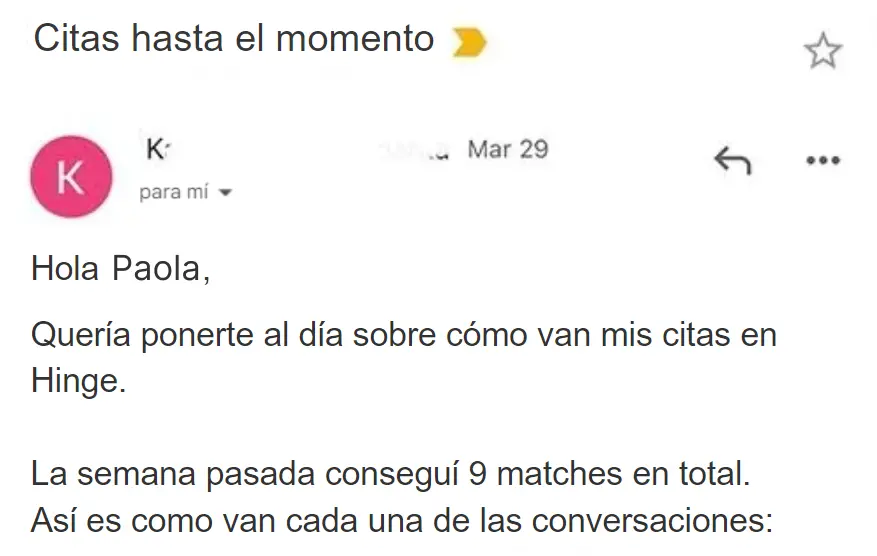 Citas hasta el momento
K
K
Mar 29
para mí
Hola Paola,
Quería ponerte al día sobre cómo van mis citas en
Hinge.
La semana pasada conseguí 9 matches en total.
Así es como van cada una de las conversaciones: